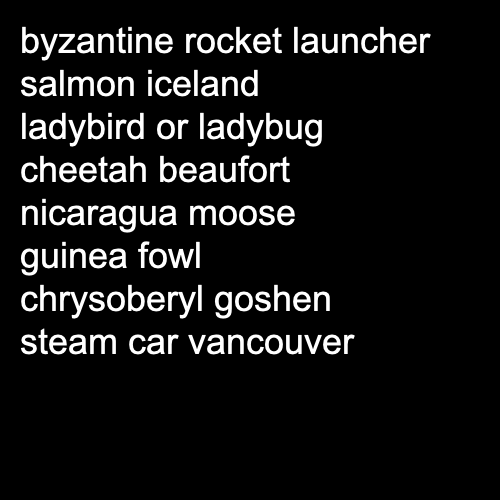 byzantine rocket launcher
salmon iceland
ladybird or ladybug
cheetah beaufort
nicaragua moose
guinea fowl
chrysoberyl goshen
steam car vancouver